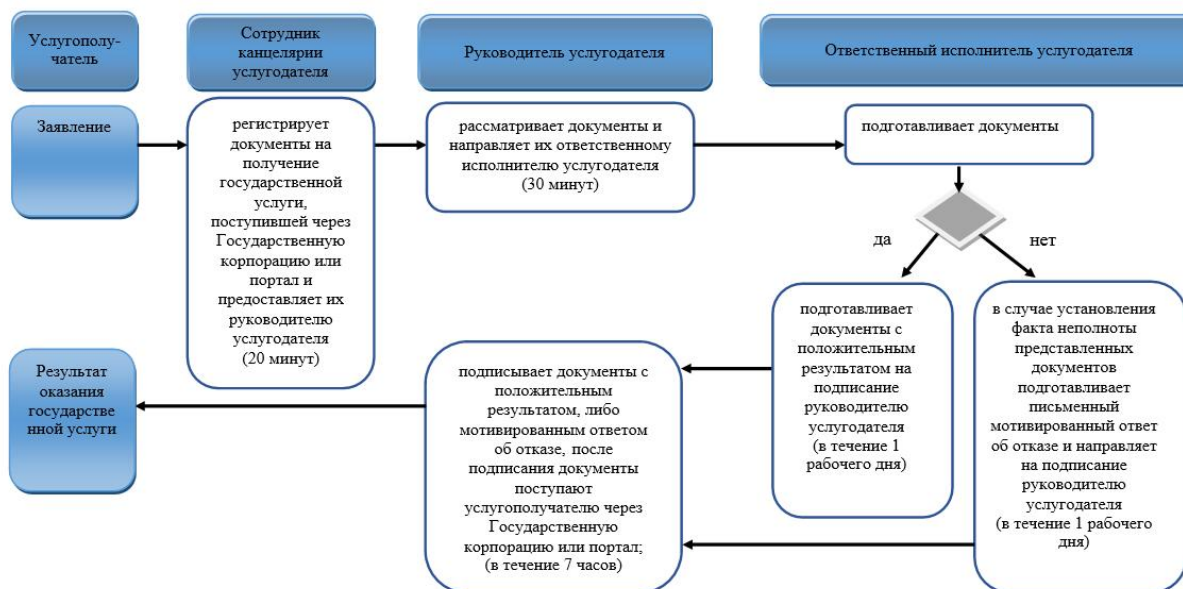 Услугополу-
чатель
Сотрудник
канцелярии
услугодателя
Руководитель услугодателя
Ответственный исполнитель услугодателя
Заявление
регистрирует
документы на
получение
государственной
услуги,
поступившей через
Государственную
корпорацию или
портал и
предоставляет их
руководителю
услугодателя
(20 минут)
рассматривает документы и
направляет их ответственному
исполнителю услугодателя
(30 минут)
подготавливает документы
да
нет
подготавливает
документы с
положительным
результатом на
подписание
руководителю
услугодателя
(в течение 1
рабочего дня)
в случае установления
факта неполноты
представленных
документов
подготавливает
письменный
мотивированный ответ
об отказе и направляет
на подписание
руководителю
услугодателя
(в течение 1 рабочего
дня)
подписывает документы с
положительным
результатом, либо
мотивированным ответом
об отказе, после
подписания документы
поступают
услугополучателю через
Государственную
корпорацию или портал;
(в течение 7 часов)
Результат
оказания
государстве
нной услуги